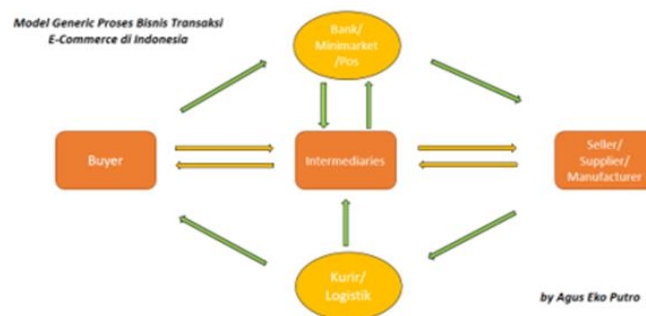 Model Generic Proses Bisnis Transaksi
E-Commerce di Indonesia
Bank/
Minimarket
/Pos
Buyer
Intermediaries
Seller/
Supplier/
Manufacturer
Kurir/
Logistik
by Agus Eko Putro